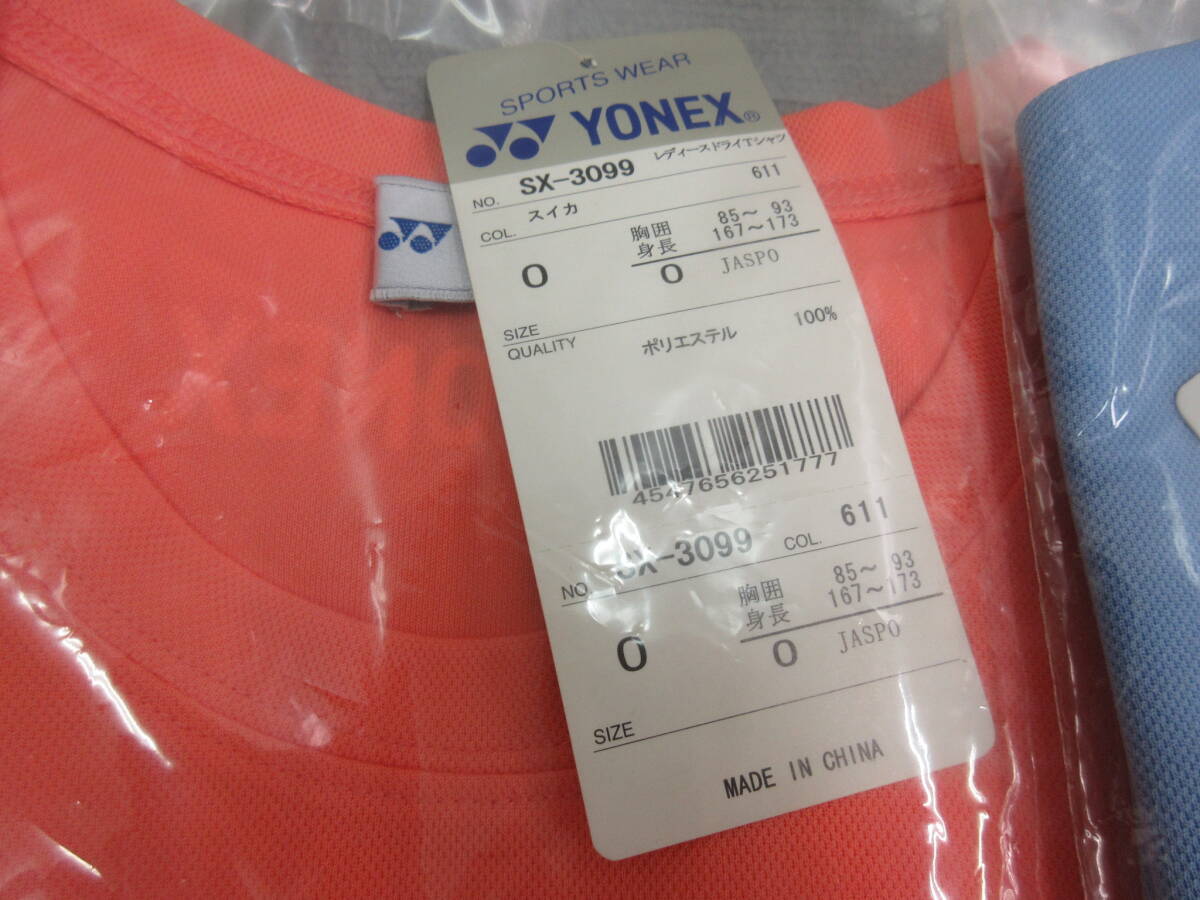 SPORTS WEAR
YONEX®
NO. SX-3099 レディースドライTシャツ
COL. スイカ 611
O 胸囲 85～ 93
身長 167～173
O JASPO
SIZE
QUALITY ポリエステル 100%
4547656251777
NO. SX-3099 COL. 611
O 胸囲 85～ 93
身長 167～173
O JASPO
SIZE
MADE IN CHINA